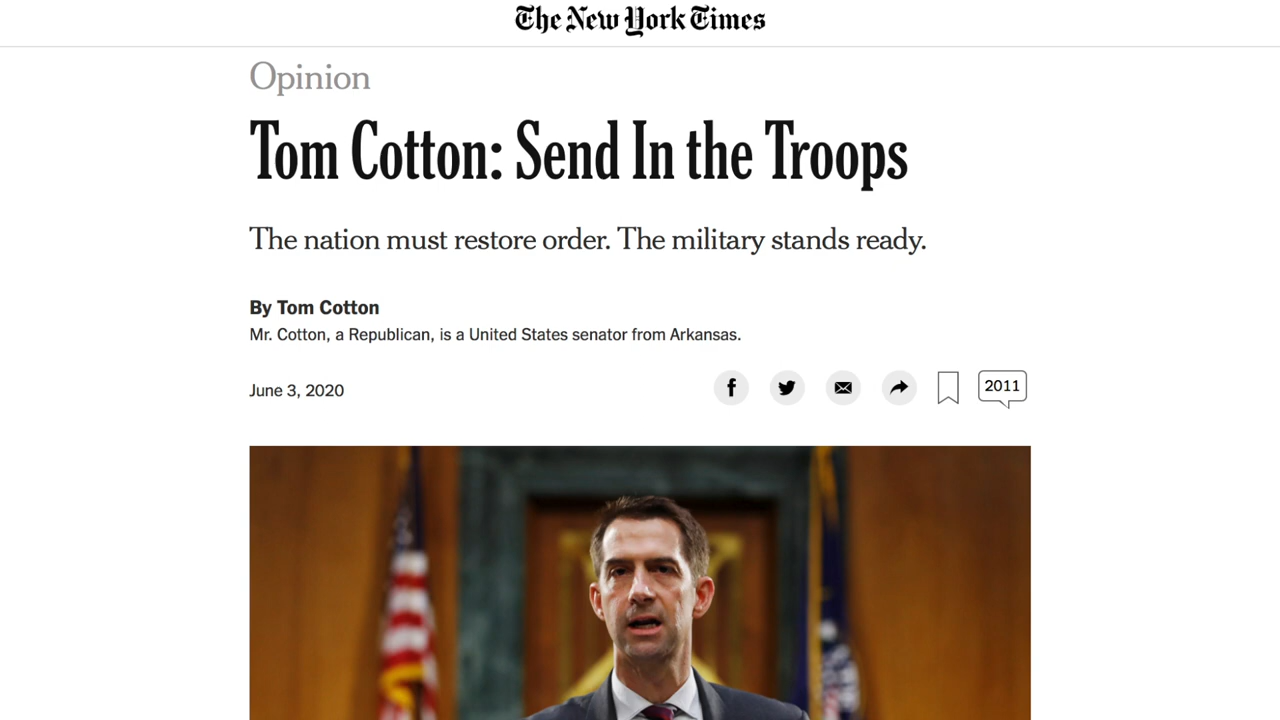 The New York Times
Opinion
Tom Cotton: Send In the Troops
The nation must restore order. The military stands ready.
By Tom Cotton
Mr. Cotton, a Republican, is a United States senator from Arkansas.
June 3, 2020
2011